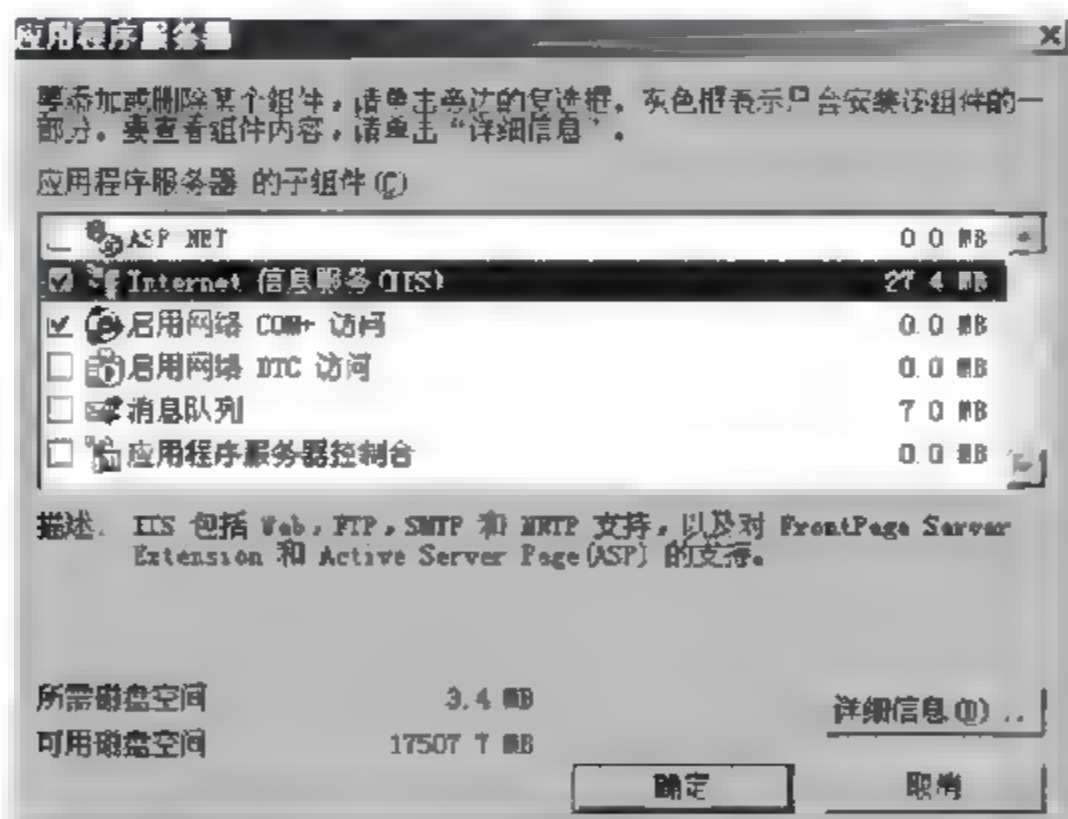 应用程序服务器
要添加或删除某个组件，请单击旁边的复选框。灰色框表示只会安装该组件的一
部分。要查看组件内容，请单击“详细信息”。
应用程序服务器 的子组件(C)
ASP NET 0 0 MB
Internet 信息服务(IIS) 27 4 MB
启用网络 COM+ 访问 0.0 MB
启用网络 DTC 访问 0.0 MB
消息队列 7 0 MB
应用程序服务器控制台 0.0 MB
描述. IIS 包括 Web，FTP，SMTP 和 NNTP 支持，以及对 FrontPage Server
Extension 和 Active Server Page(ASP) 的支持。
所需磁盘空间 3.4 MB
可用磁盘空间 17507 7 MB
详细信息(D)..
确定 取消